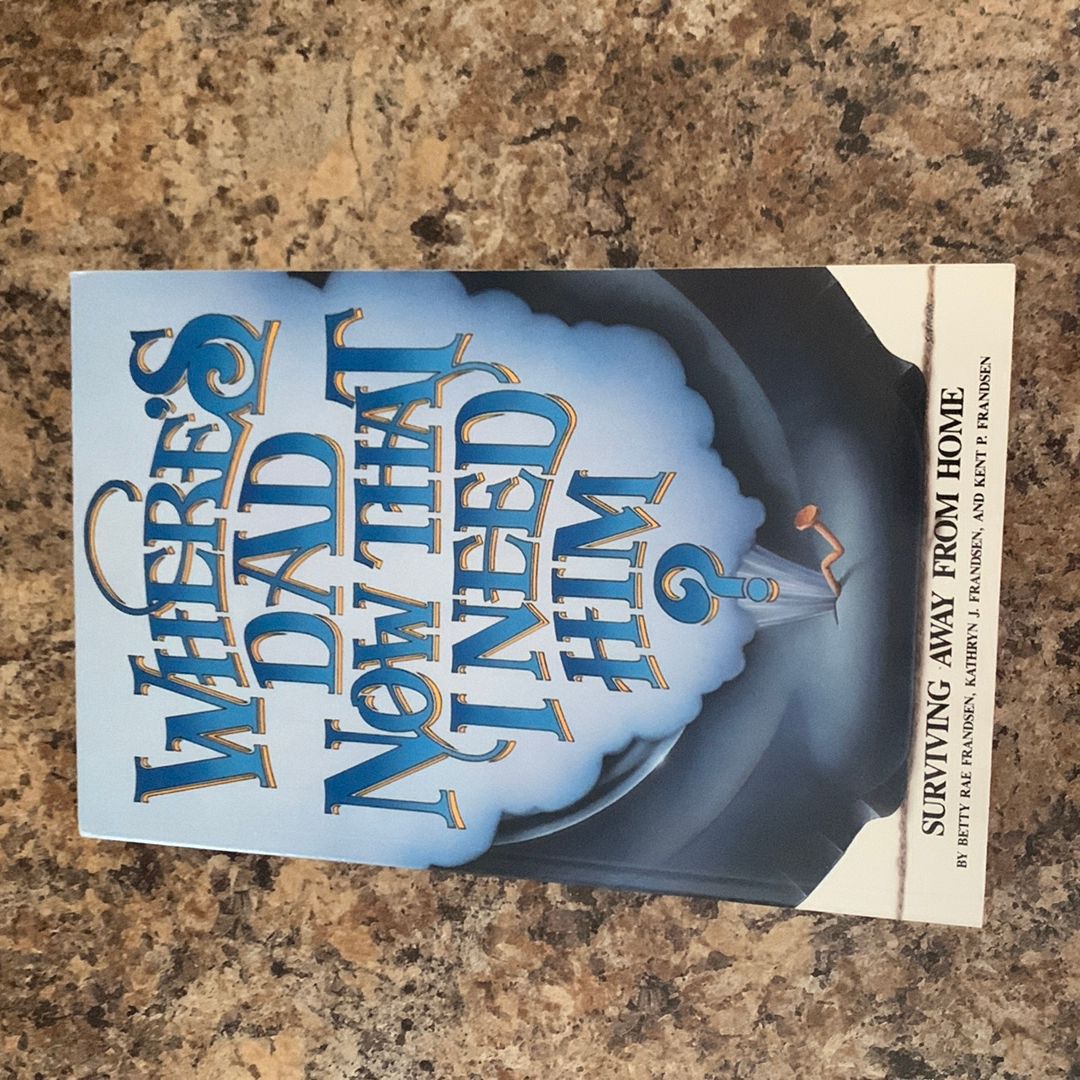 WHERE'S
DAD
NOW THAT
I NEED
HIM?
SURVIVING AWAY FROM HOME
BY BETTY RAE FRANDSEN, KATHRYN J. FRANDSEN, AND KENT P. FRANDSEN